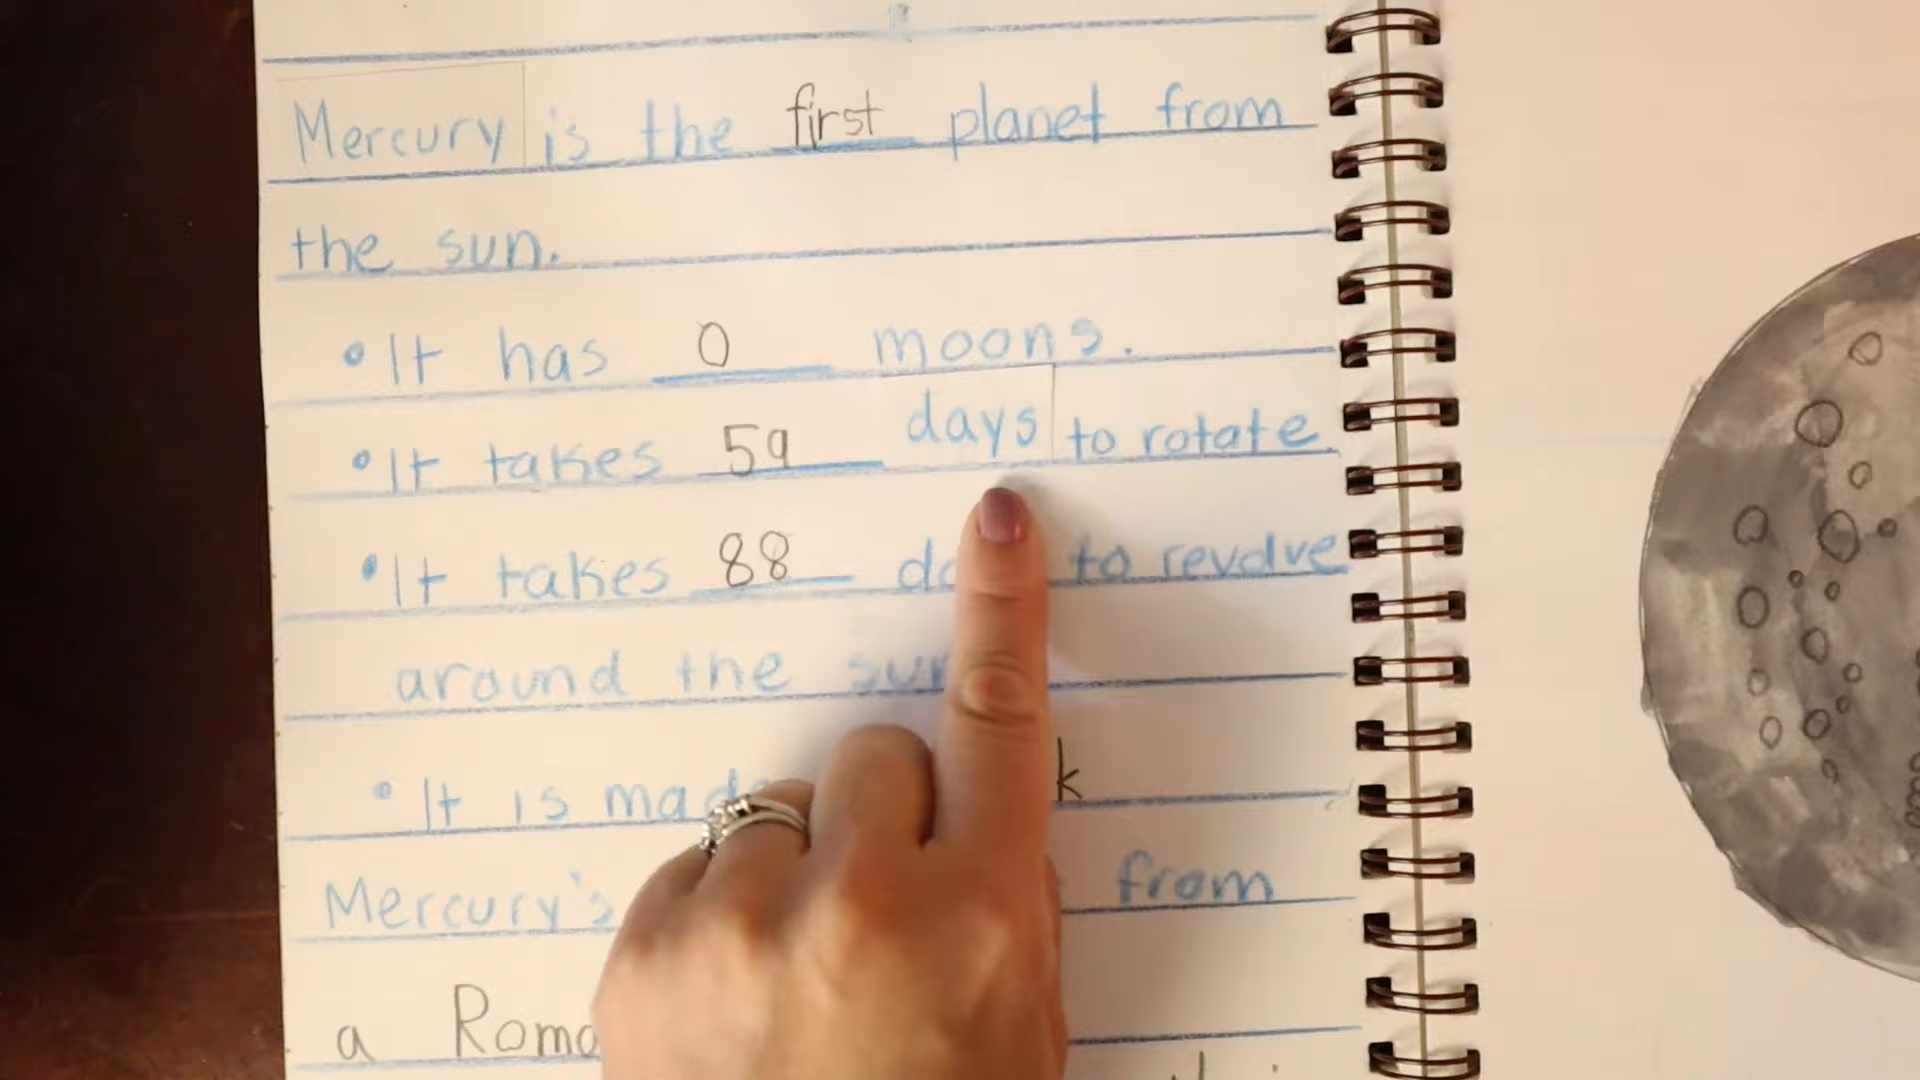 Mercury is the first planet from
the sun.
• It has 0 moons.
• It takes 59 days to rotate.
• It takes 88 to revolve
around the
• It is
Mercury's from
a